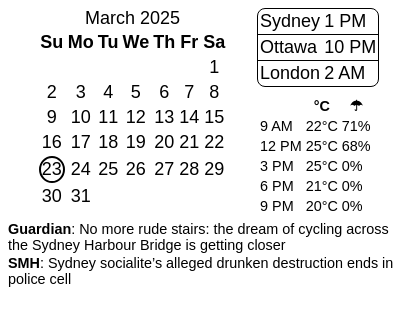 March 2025
Su Mo Tu We Th Fr Sa
1
2 3 4 5 6 7 8
9 10 11 12 13 14 15
16 17 18 19 20 21 22
23 24 25 26 27 28 29
30 31
Sydney 1 PM
Ottawa 10 PM
London 2 AM
°C ☂
9 AM 22°C 71%
12 PM 25°C 68%
3 PM 25°C 0%
6 PM 21°C 0%
9 PM 20°C 0%
Guardian: No more rude stairs: the dream of cycling across
the Sydney Harbour Bridge is getting closer
SMH: Sydney socialite’s alleged drunken destruction ends in
police cell